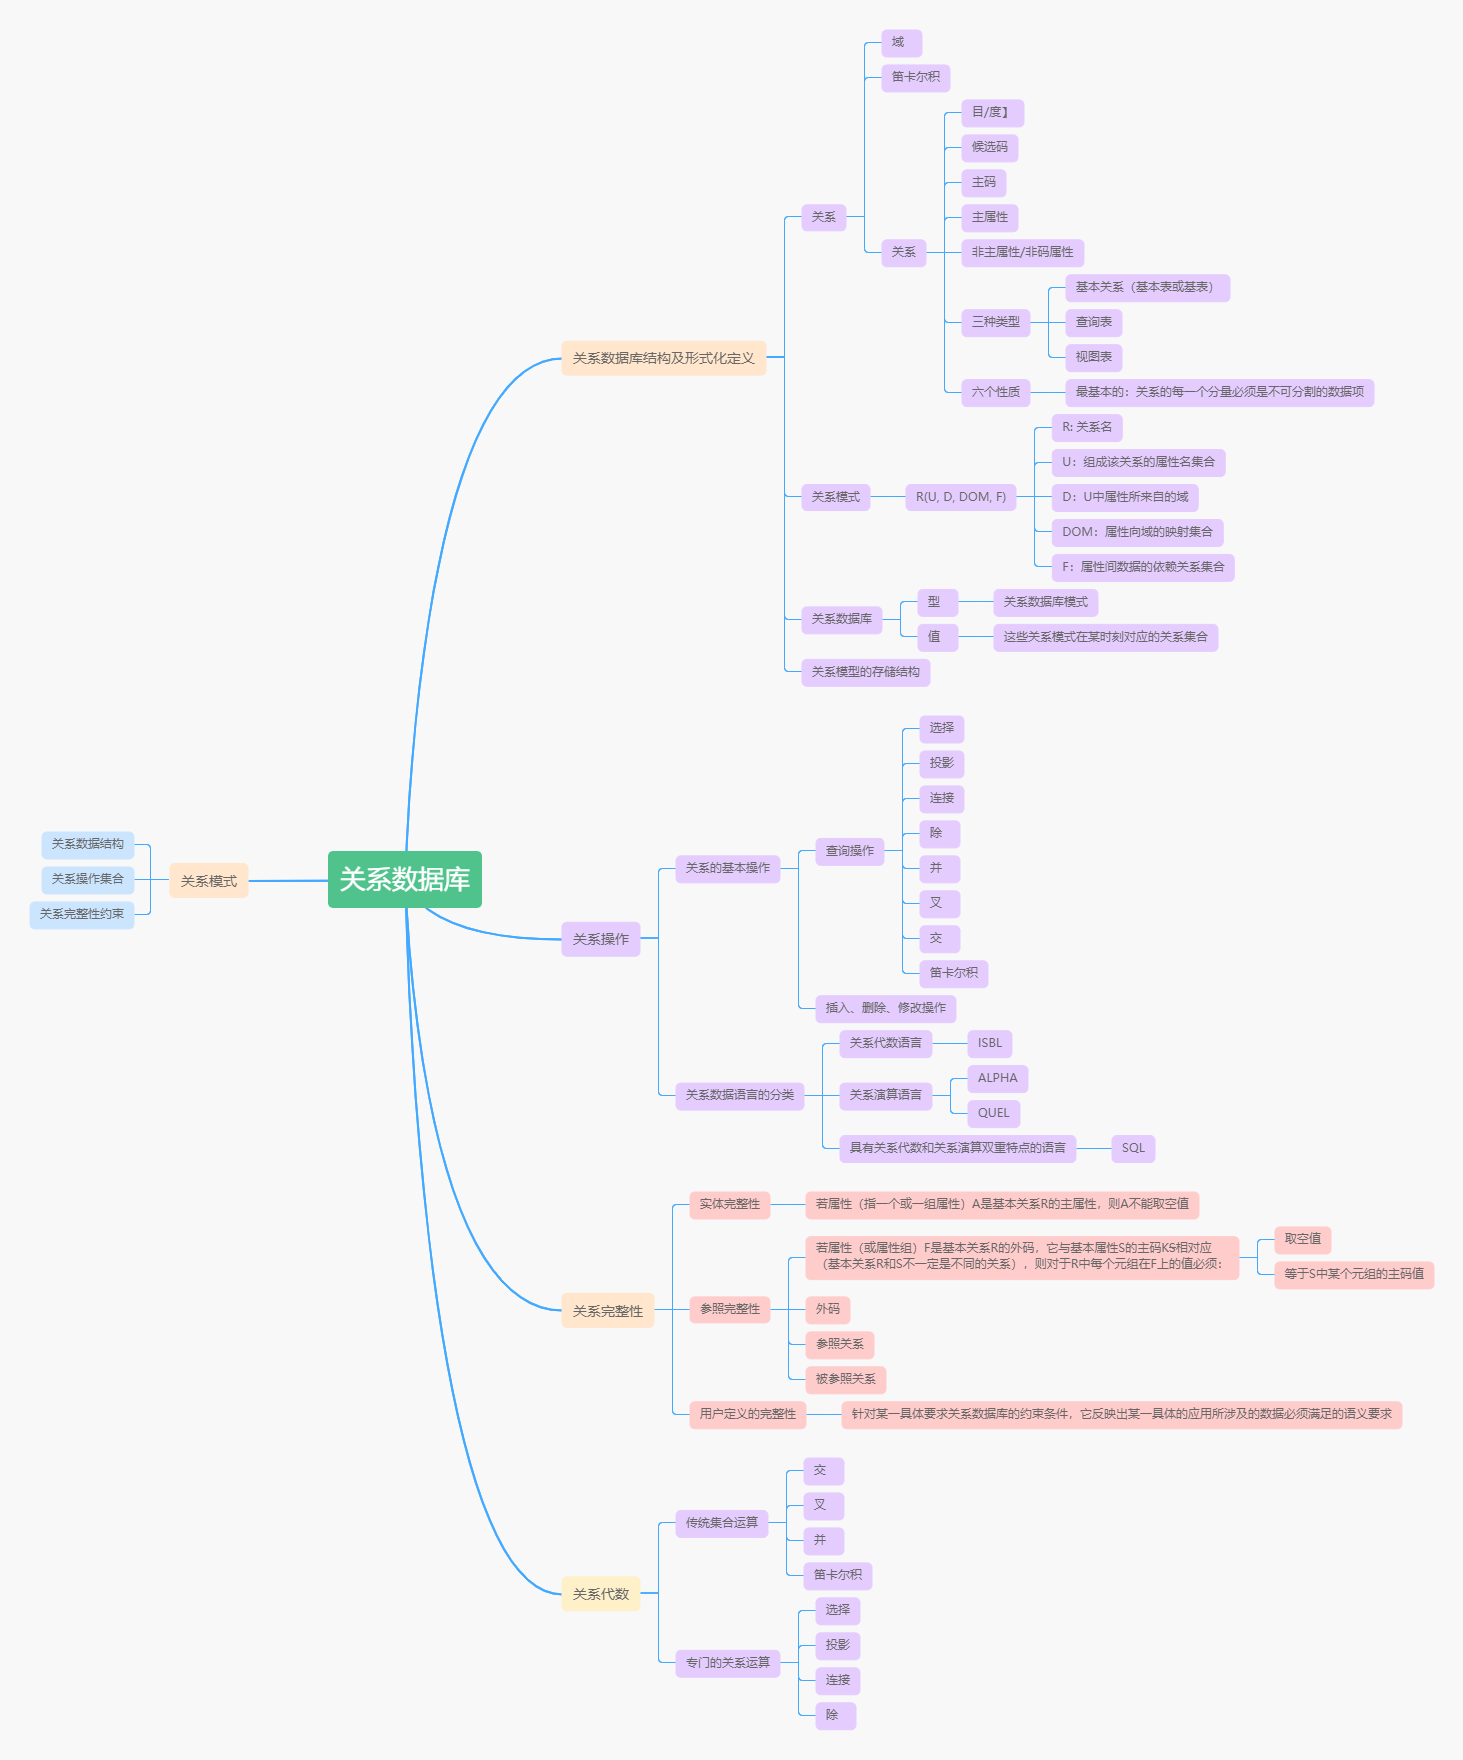 关系数据库
关系模式
关系数据结构
关系操作集合
关系完整性约束
关系数据库结构及形式化定义
关系
域
笛卡尔积
关系
目/度】
候选码
主码
主属性
非主属性/非码属性
三种类型
基本关系（基本表或基表）
查询表
视图表
六个性质
最基本的：关系的每一个分量必须是不可分割的数据项
关系模式
R(U, D, DOM, F)
R: 关系名
U：组成该关系的属性名集合
D：U中属性所来自的域
DOM：属性向域的映射集合
F：属性间数据的依赖关系集合
关系数据库
型
关系数据库模式
值
这些关系模式在某时刻对应的关系集合
关系模型的存储结构
关系操作
关系的基本操作
查询操作
选择
投影
连接
除
并
叉
交
笛卡尔积
插入、删除、修改操作
关系数据语言的分类
关系代数语言
ISBL
关系演算语言
ALPHA
QUEL
具有关系代数和关系演算双重特点的语言
SQL
关系完整性
实体完整性
若属性（指一个或一组属性）A是基本关系R的主属性，则A不能取空值
参照完整性
若属性（或属性组）F是基本关系R的外码，它与基本属性S的主码KS相对应
（基本关系R和S不一定是不同的关系），则对于R中每个元组在F上的值必须：
取空值
等于S中某个元组的主码值
外码
参照关系
被参照关系
用户定义的完整性
针对某一具体要求关系数据库的约束条件，它反映出某一具体的应用所涉及的数据必须满足的语义要求
关系代数
传统集合运算
交
叉
并
笛卡尔积
专门的关系运算
选择
投影
连接
除